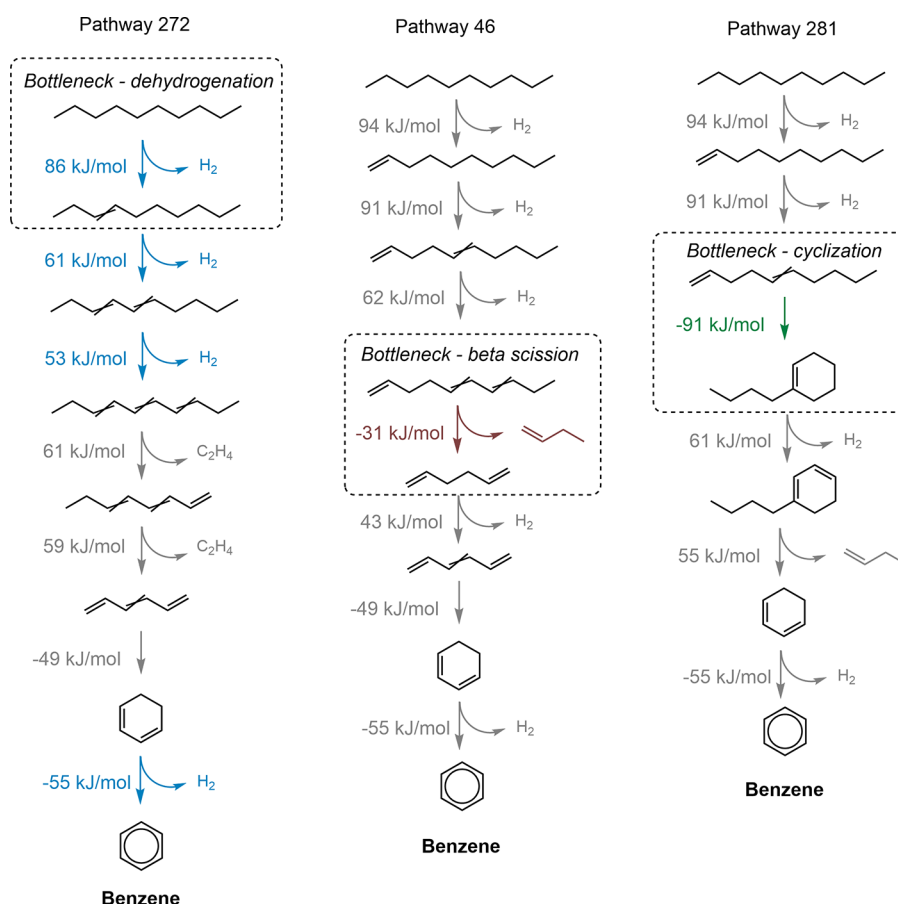 Pathway 272
Bottleneck - dehydrogenation
86 kJ/mol
H₂
61 kJ/mol
H₂
53 kJ/mol
H₂
61 kJ/mol
C₂H₄
59 kJ/mol
C₂H₄
-49 kJ/mol
-55 kJ/mol
H₂
Benzene
Pathway 46
94 kJ/mol
H₂
91 kJ/mol
H₂
62 kJ/mol
H₂
Bottleneck - beta scission
-31 kJ/mol
43 kJ/mol
H₂
-49 kJ/mol
-55 kJ/mol
H₂
Benzene
Pathway 281
94 kJ/mol
H₂
91 kJ/mol
H₂
Bottleneck - cyclization
-91 kJ/mol
61 kJ/mol
H₂
55 kJ/mol
-55 kJ/mol
H₂
Benzene